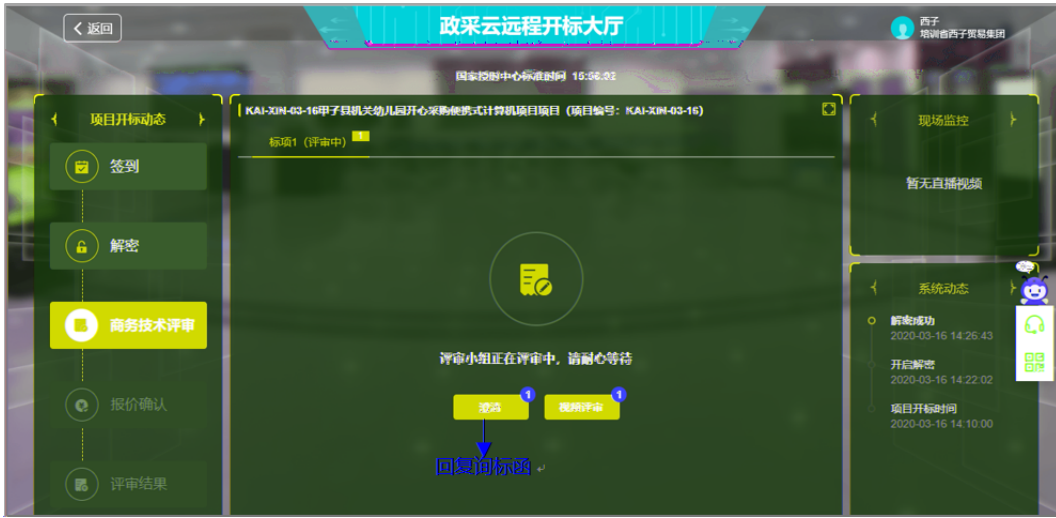 返回
政采云远程开标大厅
西子
培训省西子贸易集团
国家授时中心标准时间 15:56:02
项目开标动态
签到
解密
商务技术评审
报价确认
评审结果
KAI-XIN-03-16甲子县机关幼儿园开心采购便携式计算机项目项目（项目编号：KAI-XIN-03-16）
标项1（评审中）
1
评审小组正在评审中，请耐心等待
1
视频评审
1
回复询标函
现场监控
暂无直播视频
系统动态
解密成功
2020-03-16 14:26:43
开启解密
2020-03-16 14:22:02
项目开标时间
2020-03-16 14:10:00